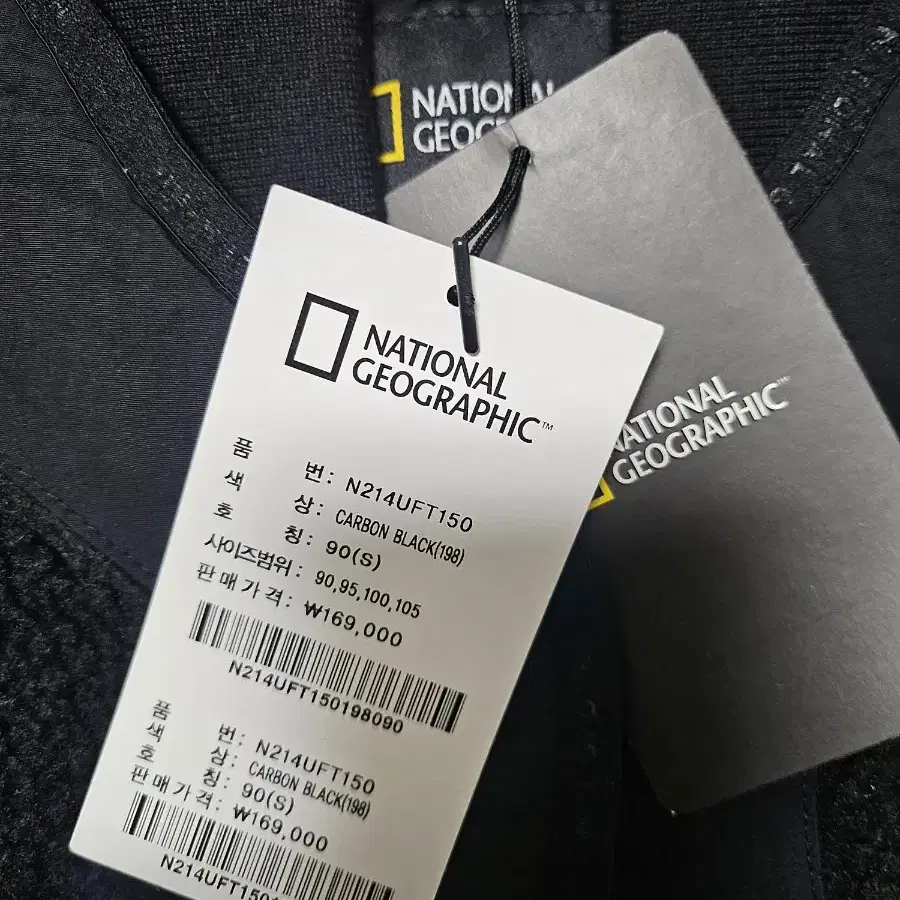 NATIONAL
GEOGR
NATIONAL
GEOGRAPHIC
NATIONAL
GEOGRAPHIC™
품 번: N214UFT150
색 상: CARBON BLACK(198)
호 칭: 90(S)
사이즈범위: 90,95,100,105
판매가격: ₩169,000
N214UFT150198090
품 번: N214UFT150
색 상: CARBON BLACK(198)
호 칭: 90(S)
판매가격: ₩169,000